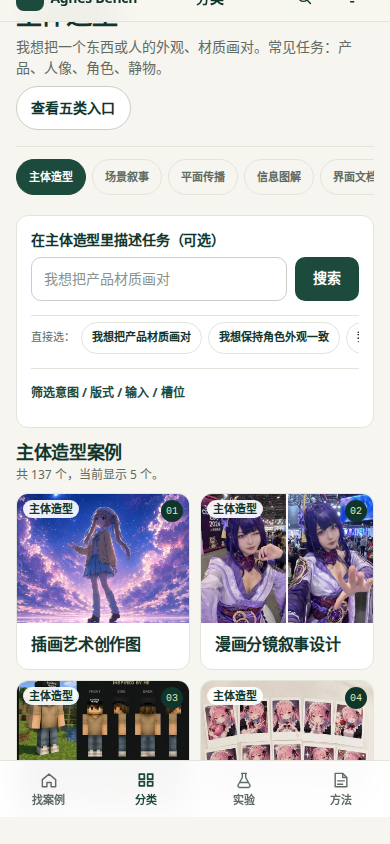 分类
我想把一个东西或人的外观、材质画对。常见任务：产
品、人像、角色、静物。
查看五类入口
主体造型
场景叙事
平面传播
信息图解
界面文档
在主体造型里描述任务（可选）
我想把产品材质画对
搜索
直接选：
我想把产品材质画对
我想保持角色外观一致
筛选意图 / 版式 / 输入 / 槽位
主体造型案例
共 137 个，当前显示 5 个。
主体造型
01
主体造型
02
插画艺术创作图
漫画分镜叙事设计
主体造型
03
主体造型
04
找案例
分类
实验
方法